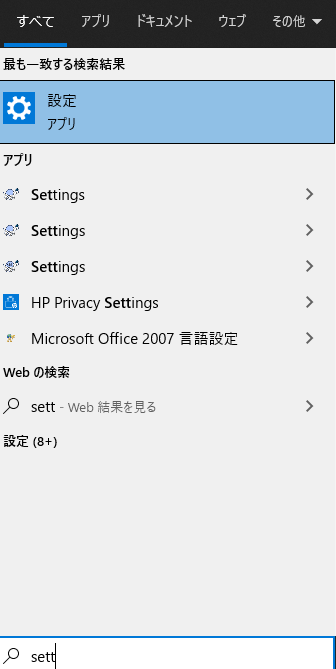 すべて アプリ ドキュメント ウェブ その他
最も一致する検索結果
設定
アプリ
アプリ
Settings
Settings
Settings
HP Privacy Settings
Microsoft Office 2007 言語設定
Web の検索
sett - Web 結果を見る
設定 (8+)
sett